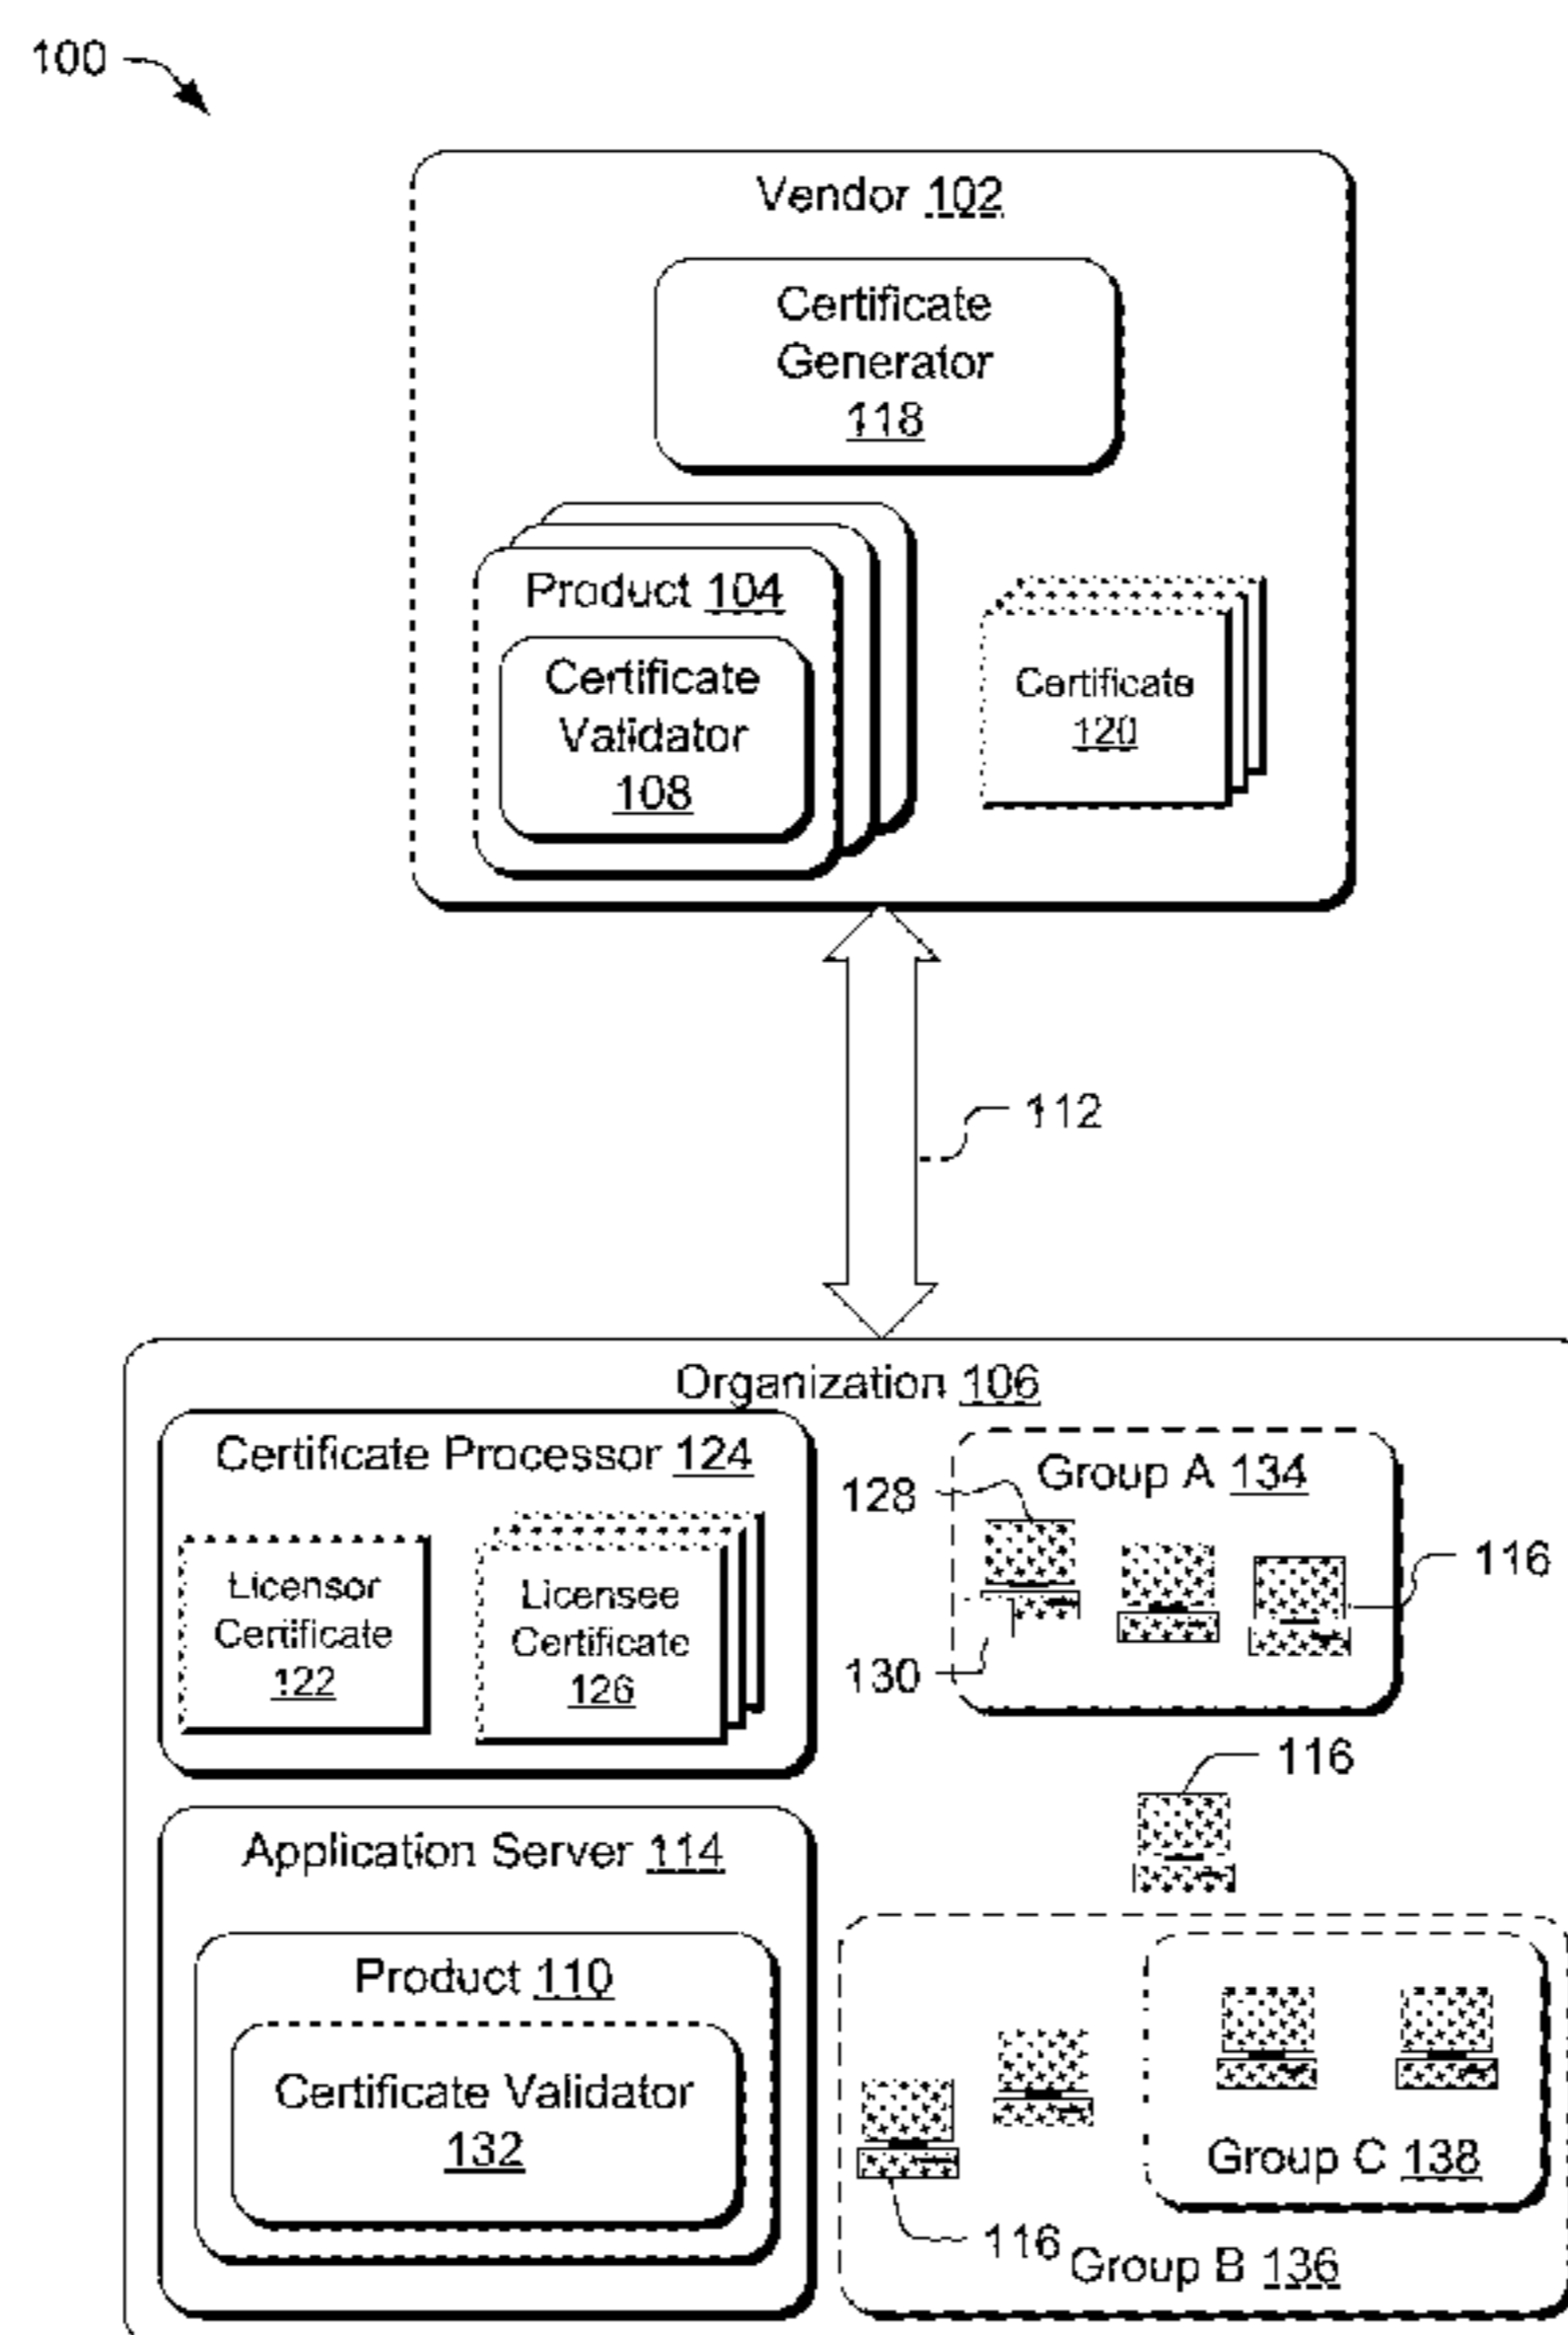 100
Vendor 102
Certificate
Generator
118
Product 104
Certificate
Validator
108
Certificate
120
112
Organization 106
Certificate Processor 124
Licensor
Certificate
122
Licensee
Certificate
126
Group A 134
128
116
130
116
Application Server 114
Product 110
Certificate Validator
132
Group C 138
116
Group B 136